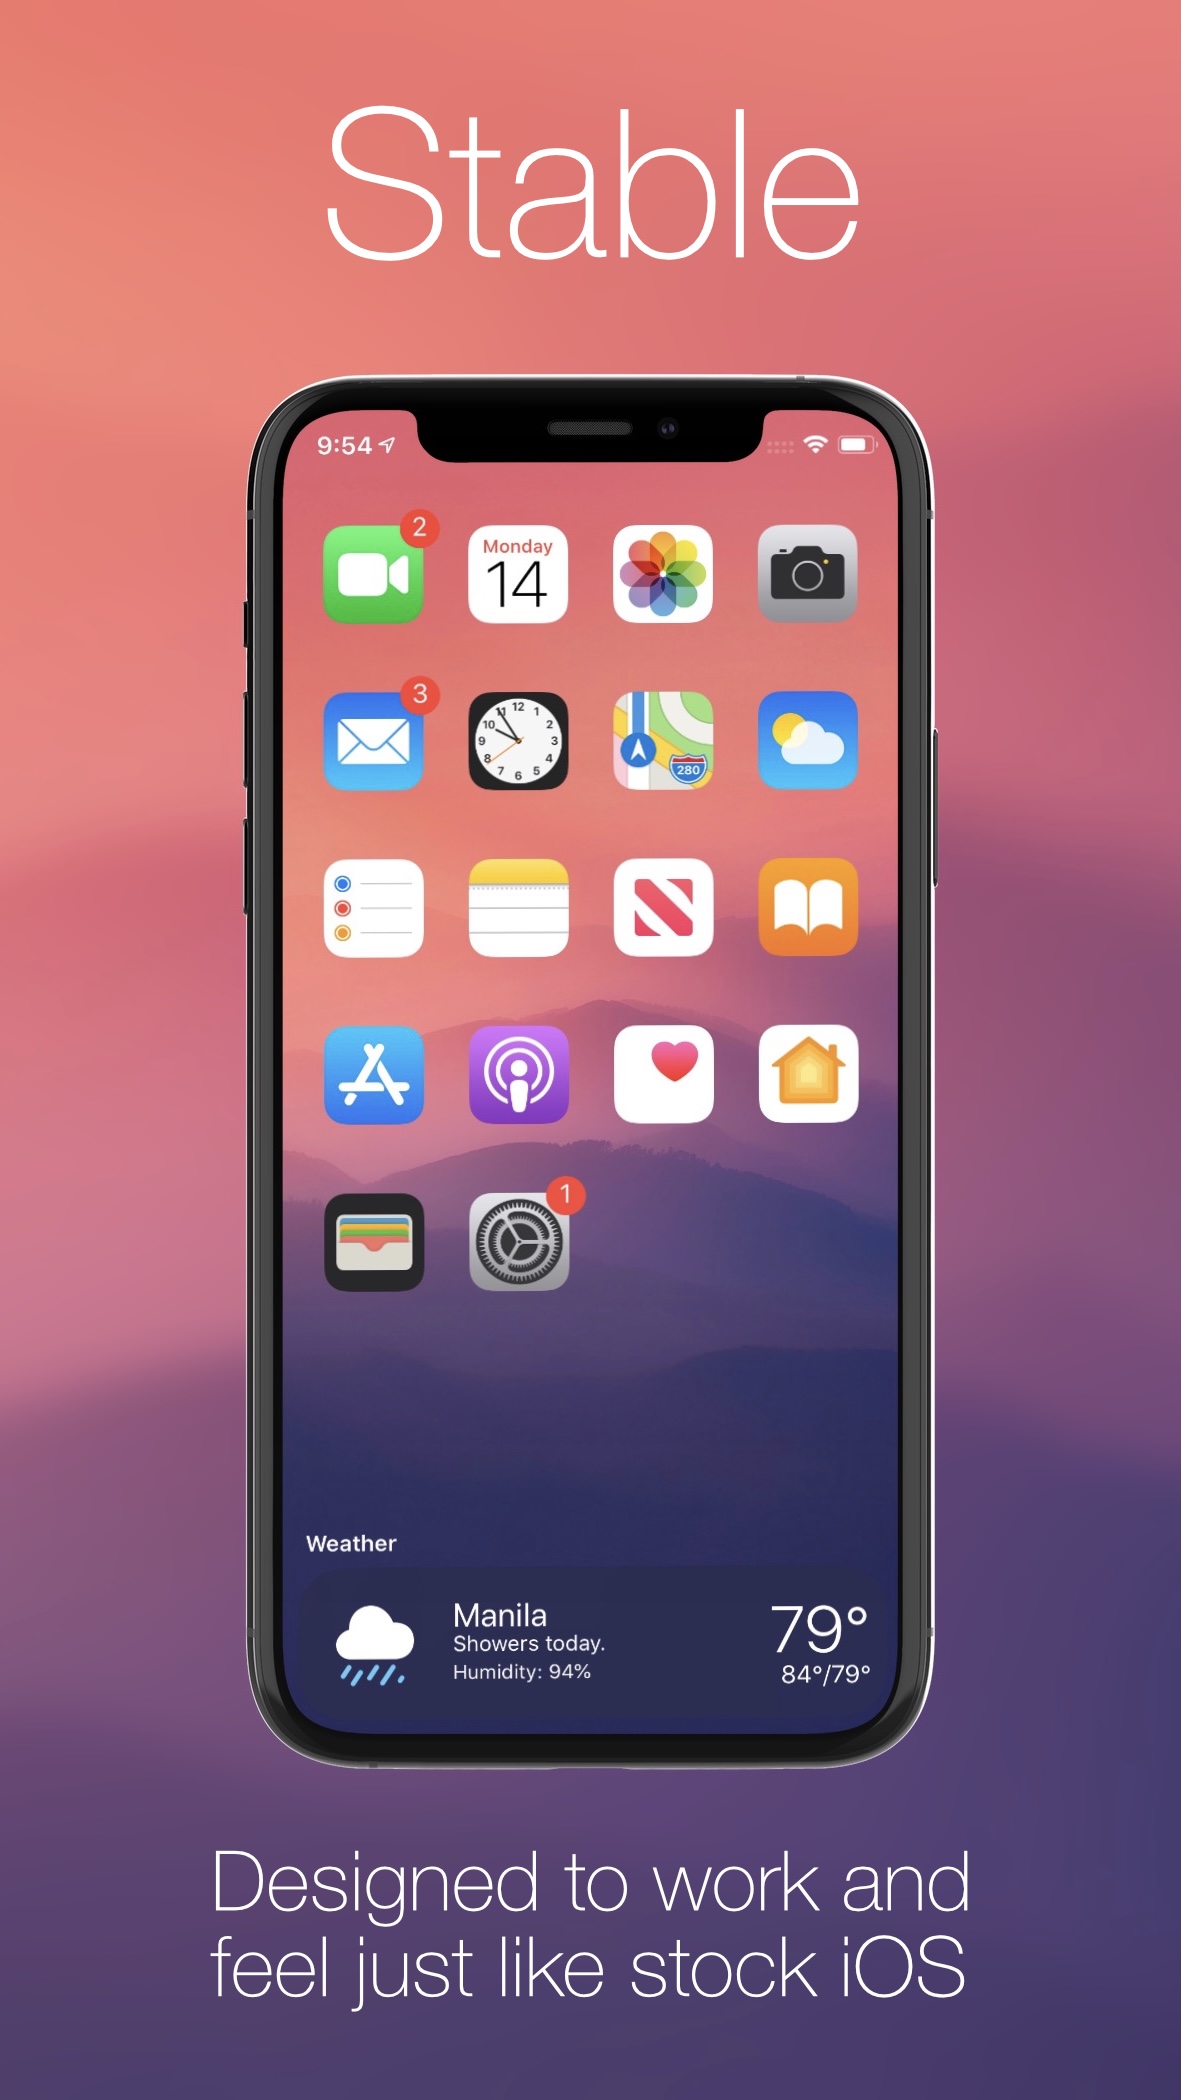 Stable
9:54
2
Monday
14
3
12
1
2
3
4
5
6
7
8
9
10
11
280
1
Weather
Manila
79°
Showers today.
Humidity: 94%
84°/79°
Designed to work and
feel just like stock iOS